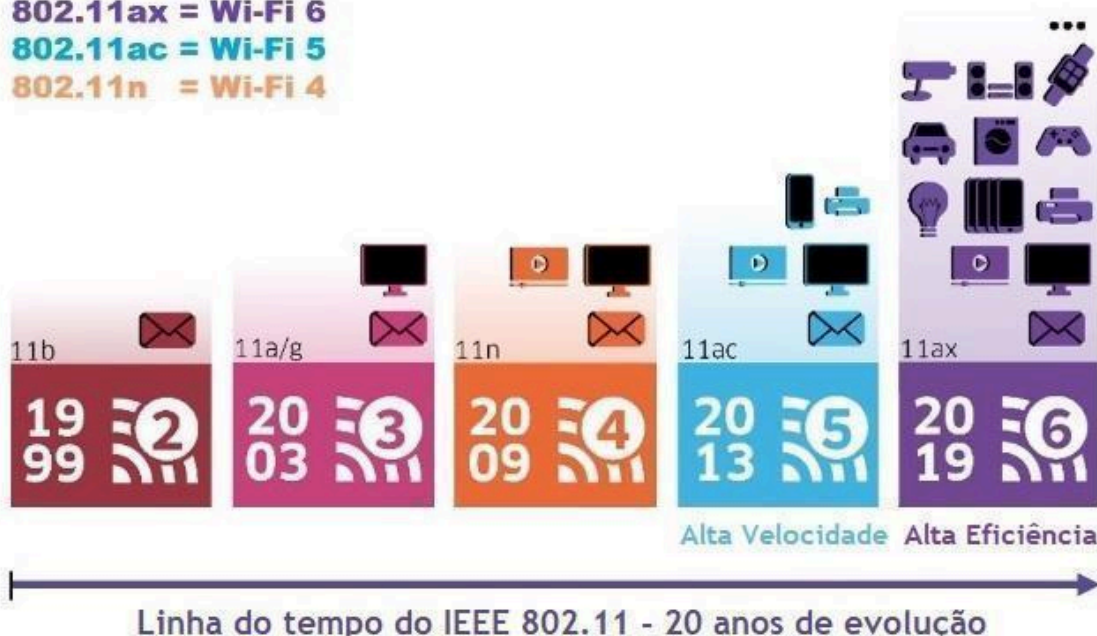 802.11ax = Wi-Fi 6
802.11ac = Wi-Fi 5
802.11n = Wi-Fi 4
11b
11a/g
11n
11ac
11ax
19 99 2
20 03 3
20 09 4
20 13 5
20 19 6
Alta Velocidade
Alta Eficiência
Linha do tempo do IEEE 802.11 - 20 anos de evolução